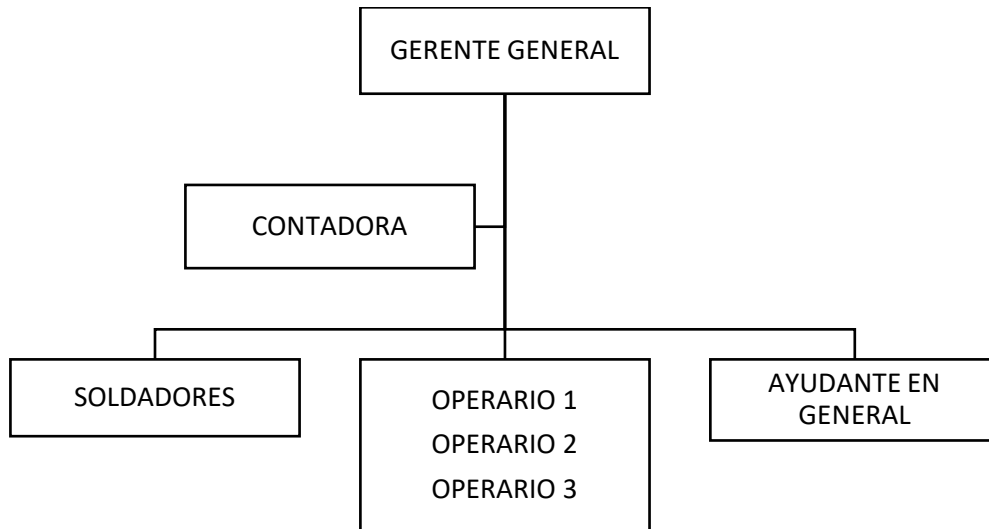 GERENTE GENERAL
CONTADORA
SOLDADORES
OPERARIO 1
OPERARIO 2
OPERARIO 3
AYUDANTE EN
GENERAL